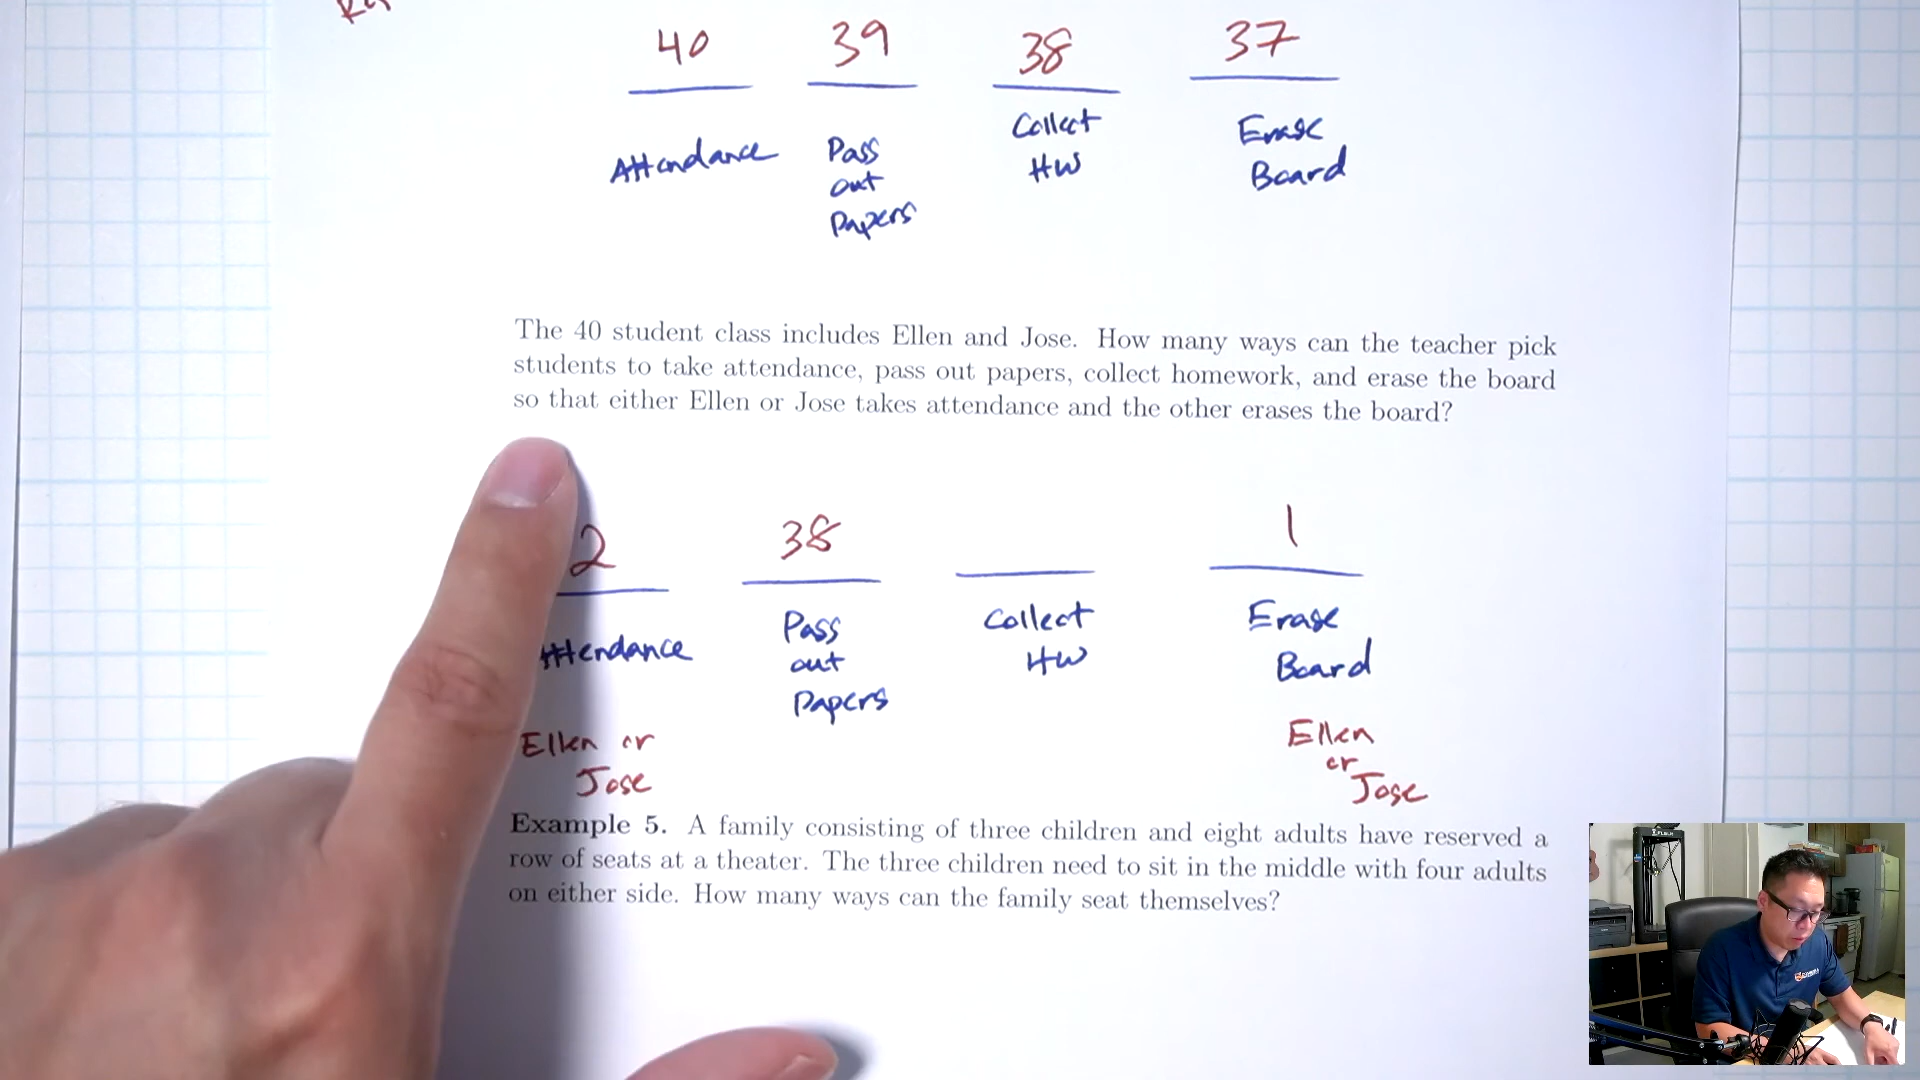 40 39 38 37
Attendance Pass out Papers Collect HW Erase Board
The 40 student class includes Ellen and Jose. How many ways can the teacher pick
students to take attendance, pass out papers, collect homework, and erase the board
so that either Ellen or Jose takes attendance and the other erases the board?
2 38 1
Attendance Pass out Papers Collect HW Erase Board
Ellen or
Jose
Ellen
or
Jose
Example 5. A family consisting of three children and eight adults have reserved a
row of seats at a theater. The three children need to sit in the middle with four adults
on either side. How many ways can the family seat themselves?